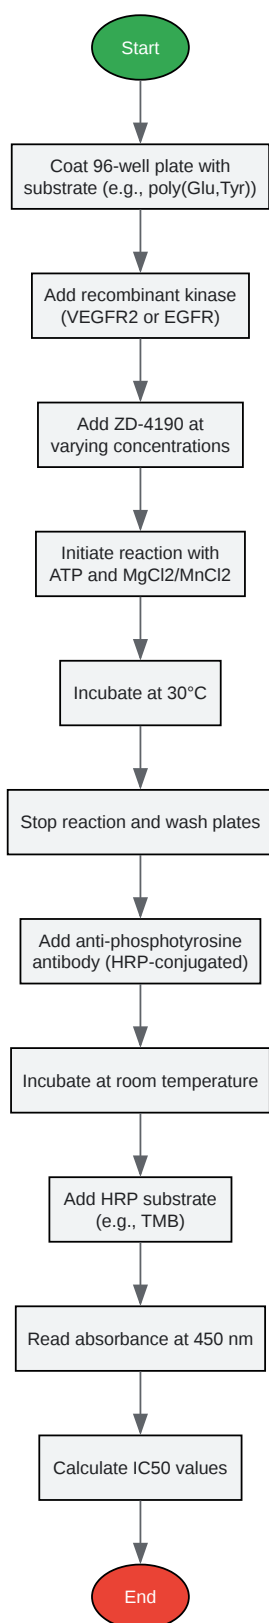 Start
Coat 96-well plate with
substrate (e.g., poly(Glu,Tyr))
Add recombinant kinase
(VEGFR2 or EGFR)
Add ZD-4190 at
varying concentrations
Initiate reaction with
ATP and MgCl2/MnCl2
Incubate at 30°C
Stop reaction and wash plates
Add anti-phosphotyrosine
antibody (HRP-conjugated)
Incubate at room temperature
Add HRP substrate
(e.g., TMB)
Read absorbance at 450 nm
Calculate IC50 values
End